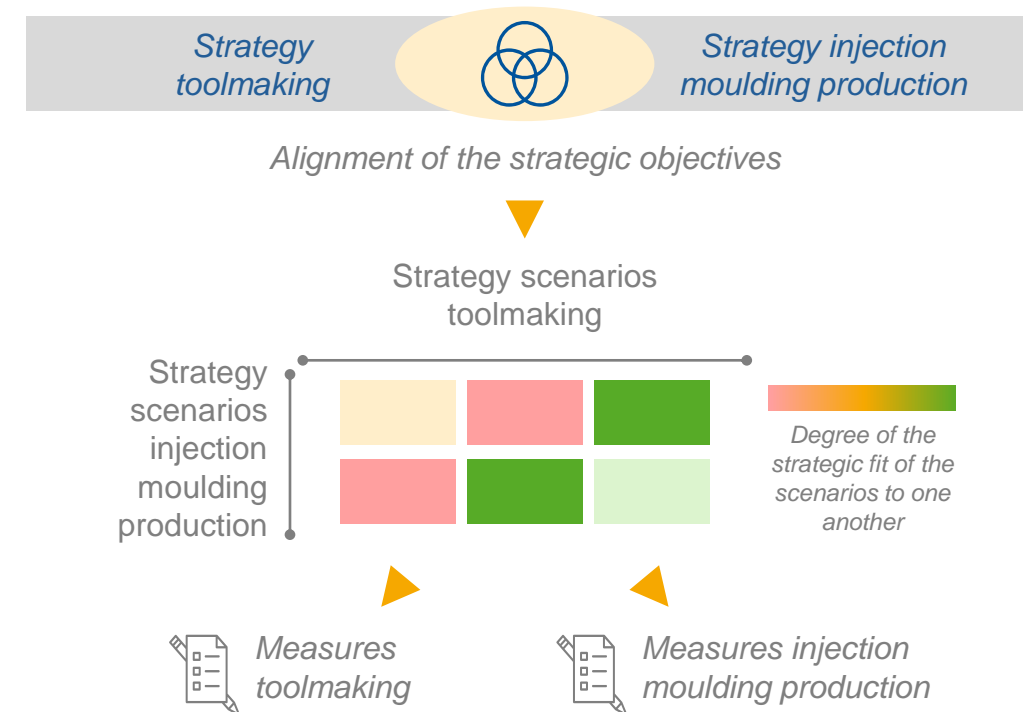 Strategy
toolmaking
Strategy injection
moulding production
Alignment of the strategic objectives
Strategy scenarios
toolmaking
Strategy
scenarios
injection
moulding
production
Degree of the
strategic fit of the
scenarios to one
another
Measures
toolmaking
Measures injection
moulding production